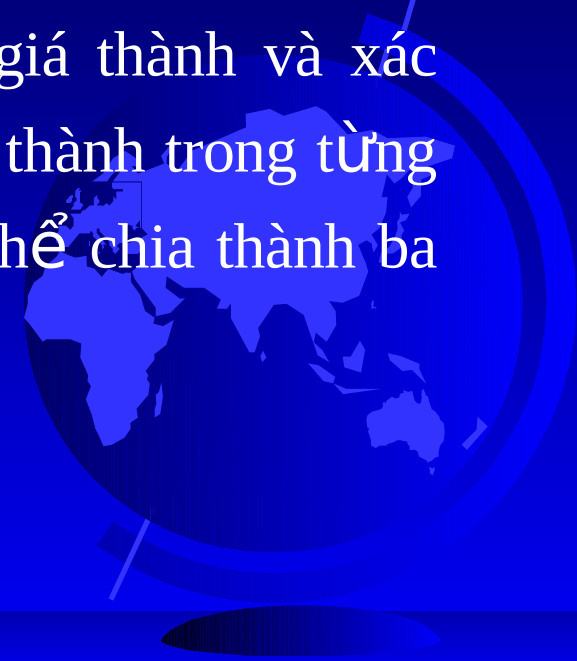 giá thành và xác
thành trong từng
hể chia thành ba